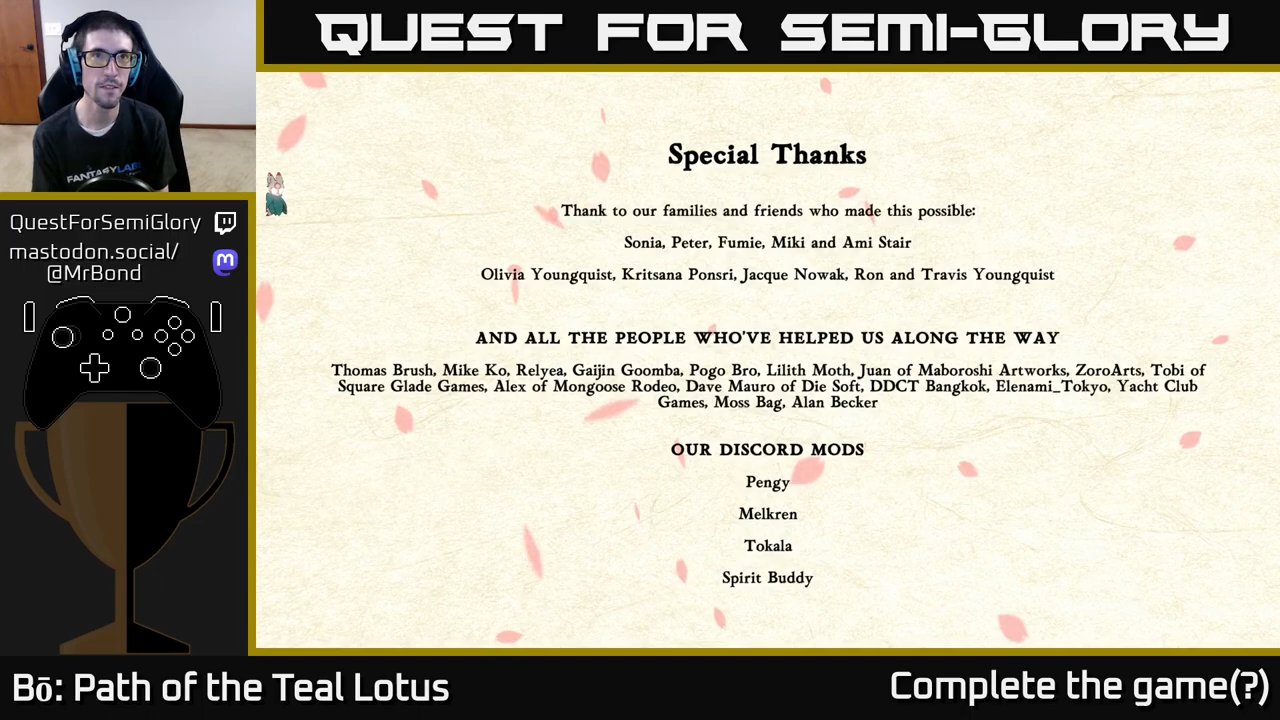 QUEST FOR SEMI-GLORY
FANTASYLAB
QuestForSemiGlory
mastodon.social/
@MrBond
Special Thanks
Thank to our families and friends who made this possible:
Sonia, Peter, Fumie, Miki and Ami Stair
Olivia Youngquist, Kritsana Ponsri, Jacque Nowak, Ron and Travis Youngquist
AND ALL THE PEOPLE WHO'VE HELPED US ALONG THE WAY
Thomas Brush, Mike Ko, Relyea, Gaijin Goomba, Pogo Bro, Lilith Moth, Juan of Maboroshi Artworks, ZoroArts, Tobi of
Square Glade Games, Alex of Mongoose Rodeo, Dave Mauro of Die Soft, DDCT Bangkok, Elenami_Tokyo, Yacht Club
Games, Moss Bag, Alan Becker
OUR DISCORD MODS
Pengy
Melkren
Tokala
Spirit Buddy
Bō: Path of the Teal Lotus
Complete the game(?)